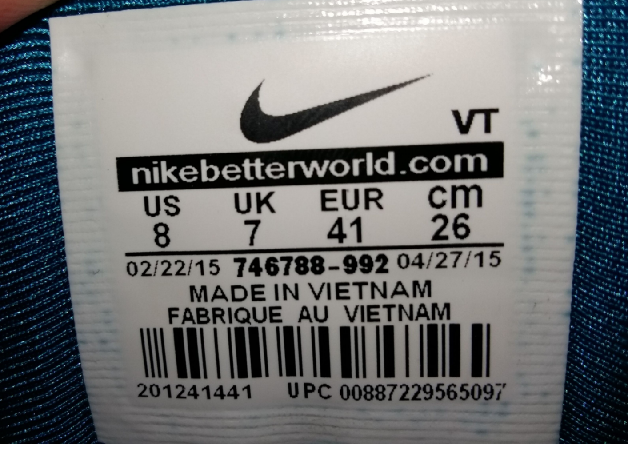 VT
nikebetterworld.com
US UK EUR cm
8 7 41 26
02/22/15 746788-992 04/27/15
MADE IN VIETNAM
FABRIQUE AU VIETNAM
201241441 UPC 00887229565097